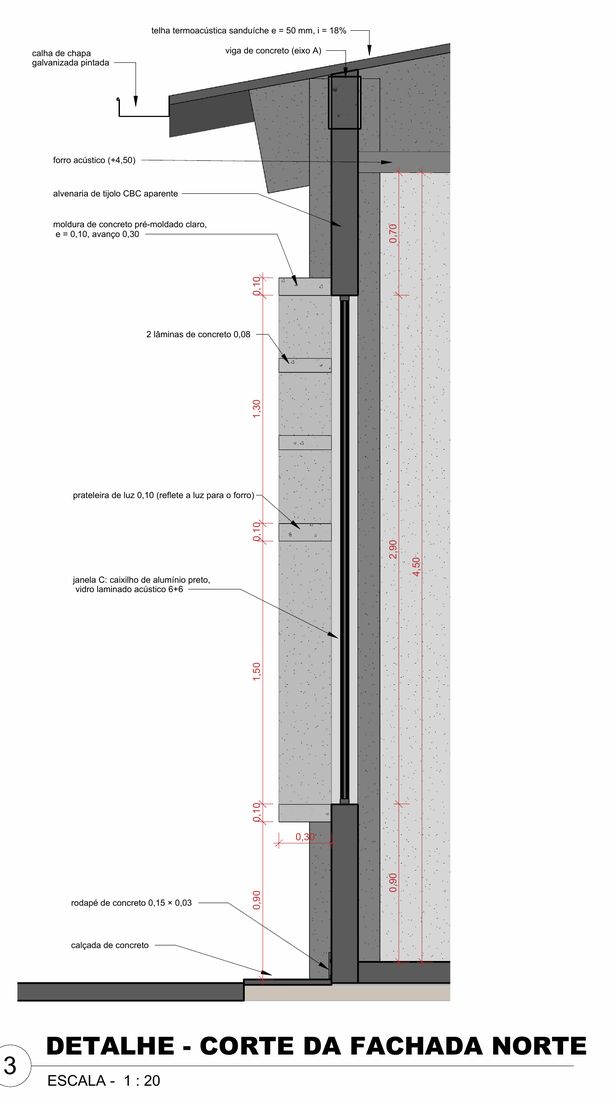 telha termoacústica sanduíche e = 50 mm, i = 18%
viga de concreto (eixo A)
calha de chapa
galvanizada pintada
forro acústico (+4,50)
alvenaria de tijolo CBC aparente
moldura de concreto pré-moldado claro,
e = 0,10, avanço 0,30
0,70
0,10
2 lâminas de concreto 0,08
1,30
prateleira de luz 0,10 (reflete a luz para o forro)
0,10
2,90
4,50
janela C: caixilho de alumínio preto,
vidro laminado acústico 6+6
1,50
0,10
0,30
0,90
0,90
rodapé de concreto 0,15 × 0,03
calçada de concreto
3
DETALHE - CORTE DA FACHADA NORTE
ESCALA - 1 : 20